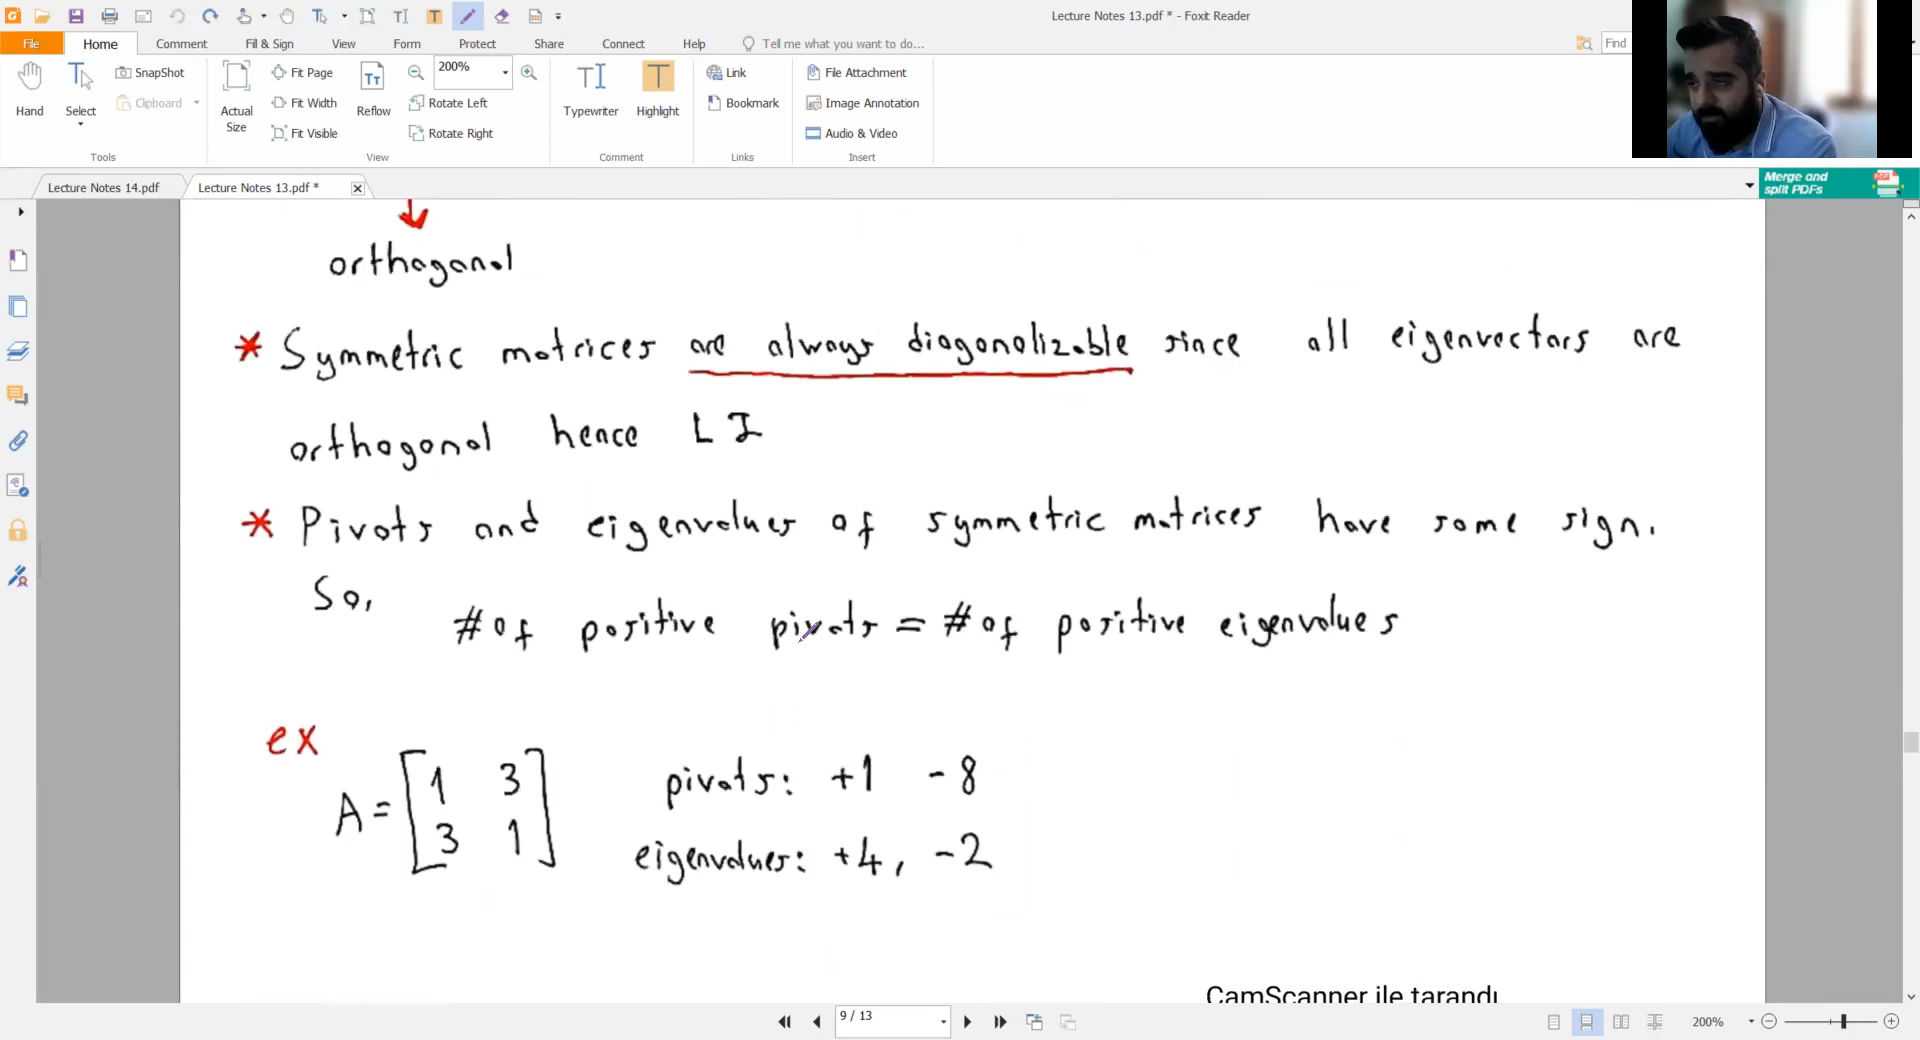 Lecture Notes 13.pdf * - Foxit Reader
File Home Comment Fill & Sign View Form Protect Share Connect Help Tell me what you want to do... Find
Hand
Select
SnapShot
Clipboard
Tools
Actual Size
Fit Page
Fit Width
Fit Visible
Reflow
200%
Rotate Left
Rotate Right
View
Typewriter
Highlight
Comment
Link
Bookmark
Links
File Attachment
Image Annotation
Audio & Video
Insert
Lecture Notes 14.pdf Lecture Notes 13.pdf *
Merge and
split PDFs
orthogonal
* Symmetric matrices are always diagonalizable since all eigenvectors are
orthogonal hence LI
* Pivots and eigenvalues of symmetric matrices have same sign.
So,
# of positive pivots = # of positive eigenvalues
ex
A = [1 3
3 1]
pivots: +1 -8
eigenvalues: +4, -2
CamScanner ile tarandı
9 / 13
200%